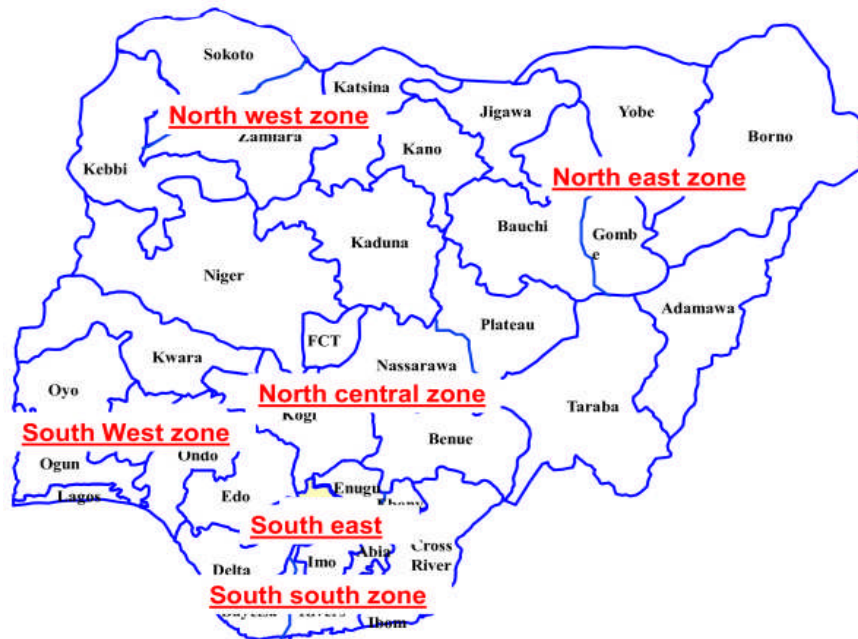 Sokoto
Katsina
Jigawa
Yobe
Borno
North west zone
Zamfara
Kano
Kebbi
North east zone
Bauchi
Gomb
e
Kaduna
Niger
Adamawa
Plateau
FCT
Kwara
Nassarawa
Oyo
North central zone
Taraba
Kogi
South West zone
Benue
Ondo
Ogun
Enugu
Lagos
Edo
South east
Cross
River
Imo
Abia
Delta
South south zone
Ibom